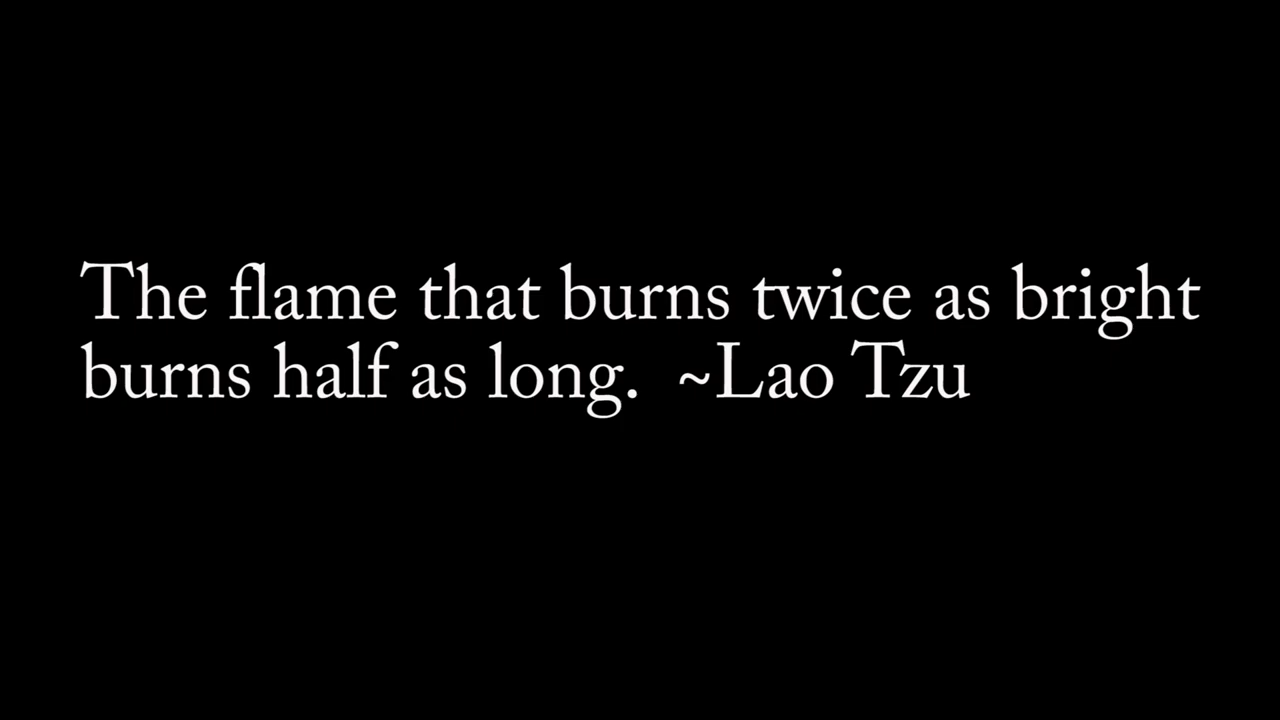 The flame that burns twice as bright
burns half as long.  ~Lao Tzu